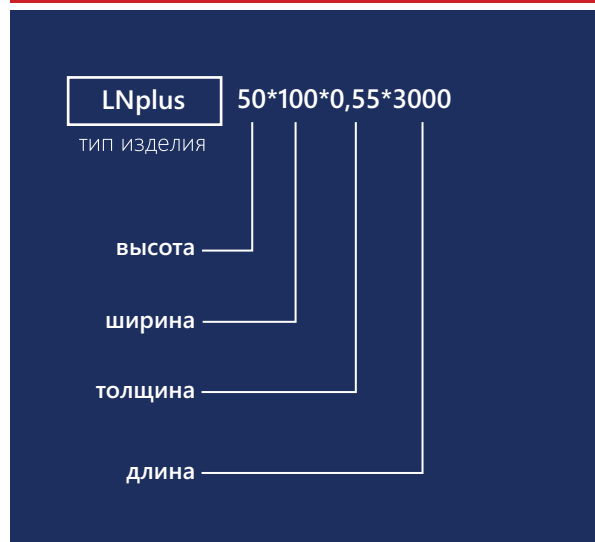 LNplus 50*100*0,55*3000
тип изделия
высота
ширина
толщина
длина